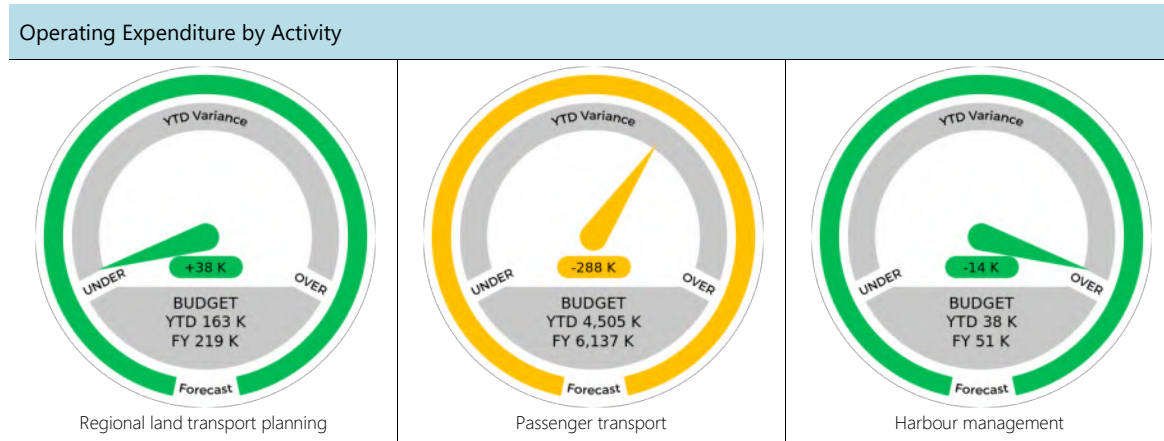 Operating Expenditure by Activity
YTD Variance
+38 K
UNDER
OVER
BUDGET
YTD 163 K
FY 219 K
Forecast
Regional land transport planning
YTD Variance
-288 K
UNDER
OVER
BUDGET
YTD 4,505 K
FY 6,137 K
Forecast
Passenger transport
YTD Variance
-14 K
UNDER
OVER
BUDGET
YTD 38 K
FY 51 K
Forecast
Harbour management